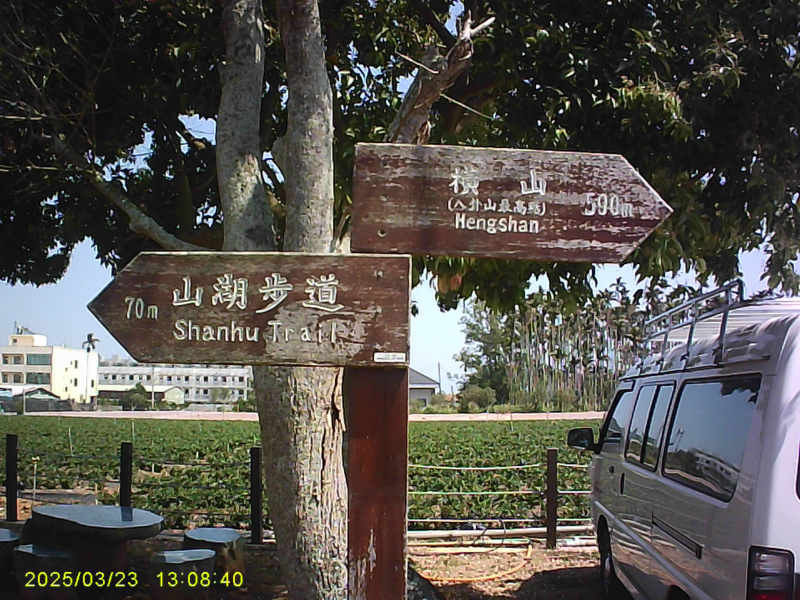 橫山
(八卦山最高點)
Hengshan
590m
山湖步道
Shanhu Trail
70m
2025/03/23 13:08:40